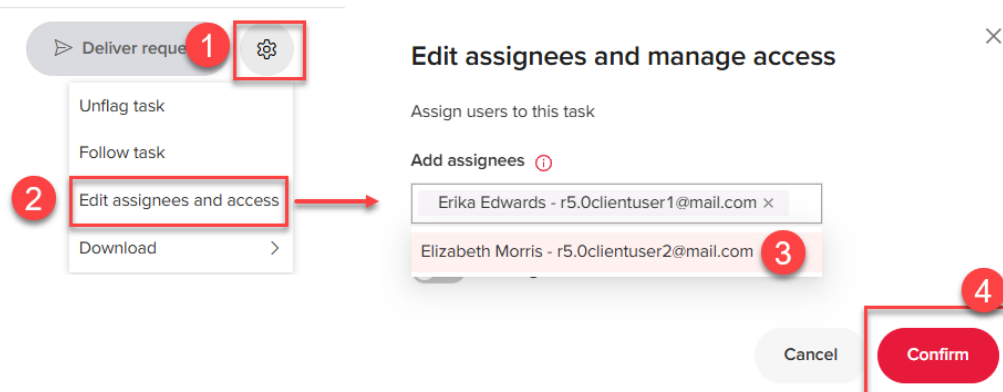 Deliver reque
1
Unflag task
Follow task
2
Edit assignees and access
Download
Edit assignees and manage access
Assign users to this task
Add assignees
Erika Edwards - r5.0clientuser1@mail.com ×
Elizabeth Morris - r5.0clientuser2@mail.com
3
4
Cancel
Confirm